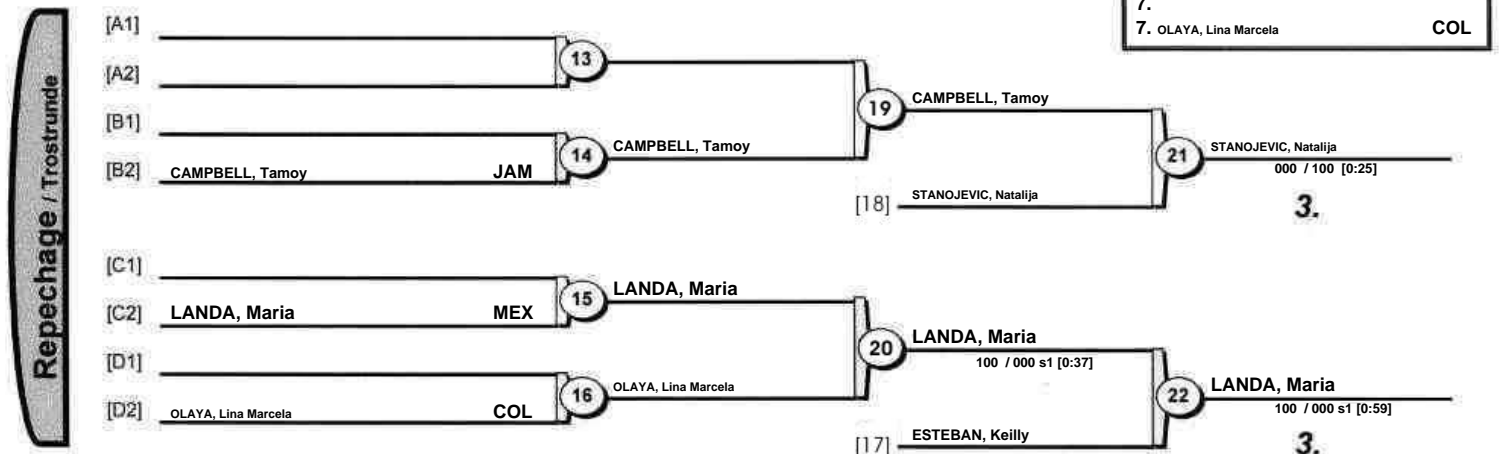 7.
7. OLAYA, Lina Marcela COL
Repechage / Trostrunde
[A1]
13
[A2]
[B1]
19 CAMPBELL, Tamoy
14 CAMPBELL, Tamoy
[B2] CAMPBELL, Tamoy JAM
21 STANOJEVIC, Natalija
000 / 100 [0:25]
[18] STANOJEVIC, Natalija
3.
[C1]
15 LANDA, Maria
[C2] LANDA, Maria MEX
20 LANDA, Maria
100 / 000 s1 [0:37]
[D1]
16 OLAYA, Lina Marcela
[D2] OLAYA, Lina Marcela COL
22 LANDA, Maria
100 / 000 s1 [0:59]
[17] ESTEBAN, Keilly
3.